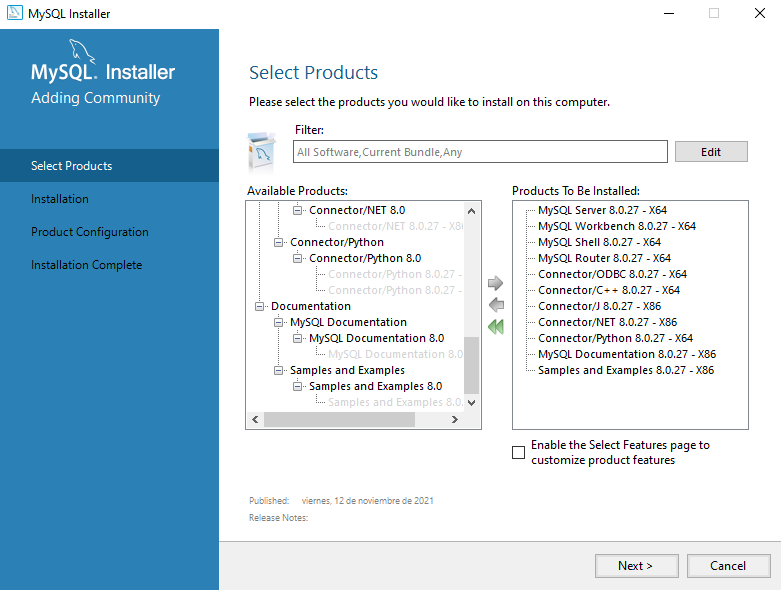 MySQL Installer
MySQL. Installer
Adding Community
Select Products
Installation
Product Configuration
Installation Complete
Select Products
Please select the products you would like to install on this computer.
Filter:
All Software,Current Bundle,Any
Edit
Available Products:
Connector/NET 8.0
Connector/NET 8.0.27 - X86
Connector/Python
Connector/Python 8.0
Connector/Python 8.0.27 -
Connector/Python 8.0.27 -
Documentation
MySQL Documentation
MySQL Documentation 8.0
MySQL Documentation 8.0.
Samples and Examples
Samples and Examples 8.0
Samples and Examples 8.0.
Products To Be Installed:
MySQL Server 8.0.27 - X64
MySQL Workbench 8.0.27 - X64
MySQL Shell 8.0.27 - X64
MySQL Router 8.0.27 - X64
Connector/ODBC 8.0.27 - X64
Connector/C++ 8.0.27 - X64
Connector/J 8.0.27 - X86
Connector/NET 8.0.27 - X86
Connector/Python 8.0.27 - X64
MySQL Documentation 8.0.27 - X86
Samples and Examples 8.0.27 - X86
Enable the Select Features page to
customize product features
Published: viernes, 12 de noviembre de 2021
Release Notes:
Next >
Cancel